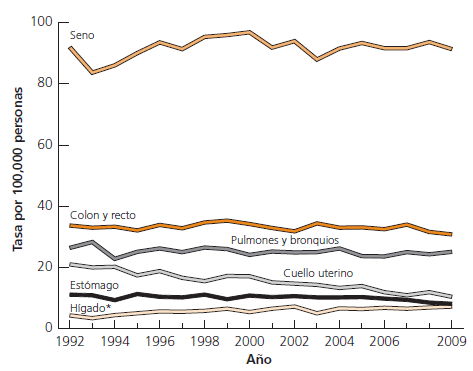 100
80
60
40
20
0
Tasa por 100,000 personas
Seno
Colon y recto
Pulmones y bronquios
Cuello uterino
Estómago
Hígado*
1992 1994 1996 1998 2000 2002 2004 2006 2009
Año